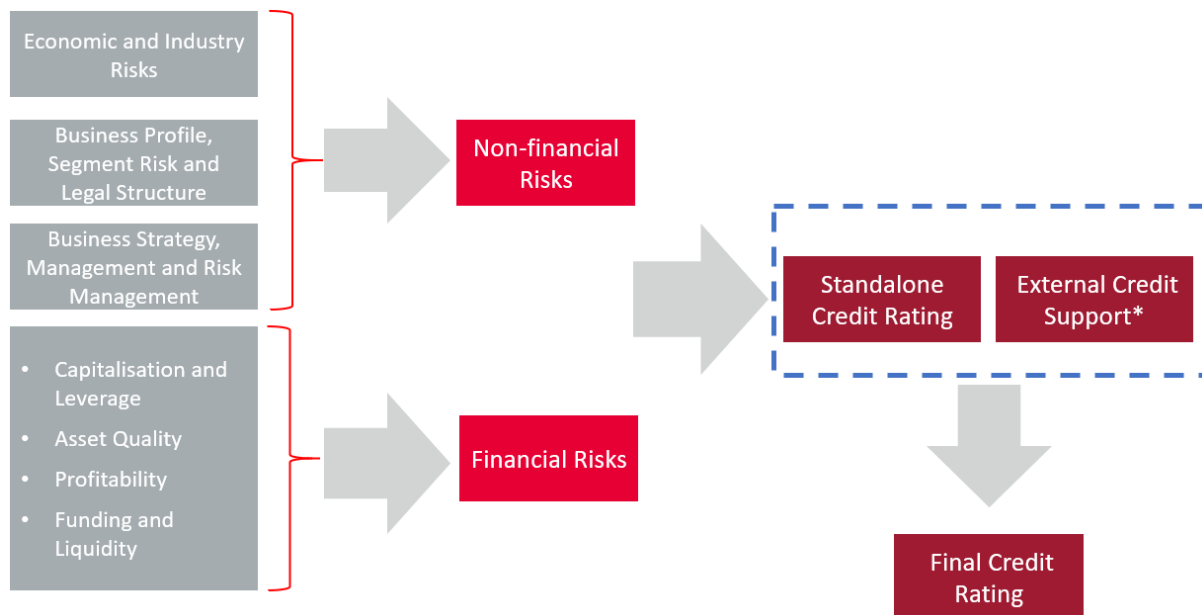 Economic and Industry
Risks
Business Profile,
Segment Risk and
Legal Structure
Business Strategy,
Management and Risk
Management
• Capitalisation and
Leverage
• Asset Quality
• Profitability
• Funding and
Liquidity
Non-financial
Risks
Financial Risks
Standalone
Credit Rating
External Credit
Support*
Final Credit
Rating